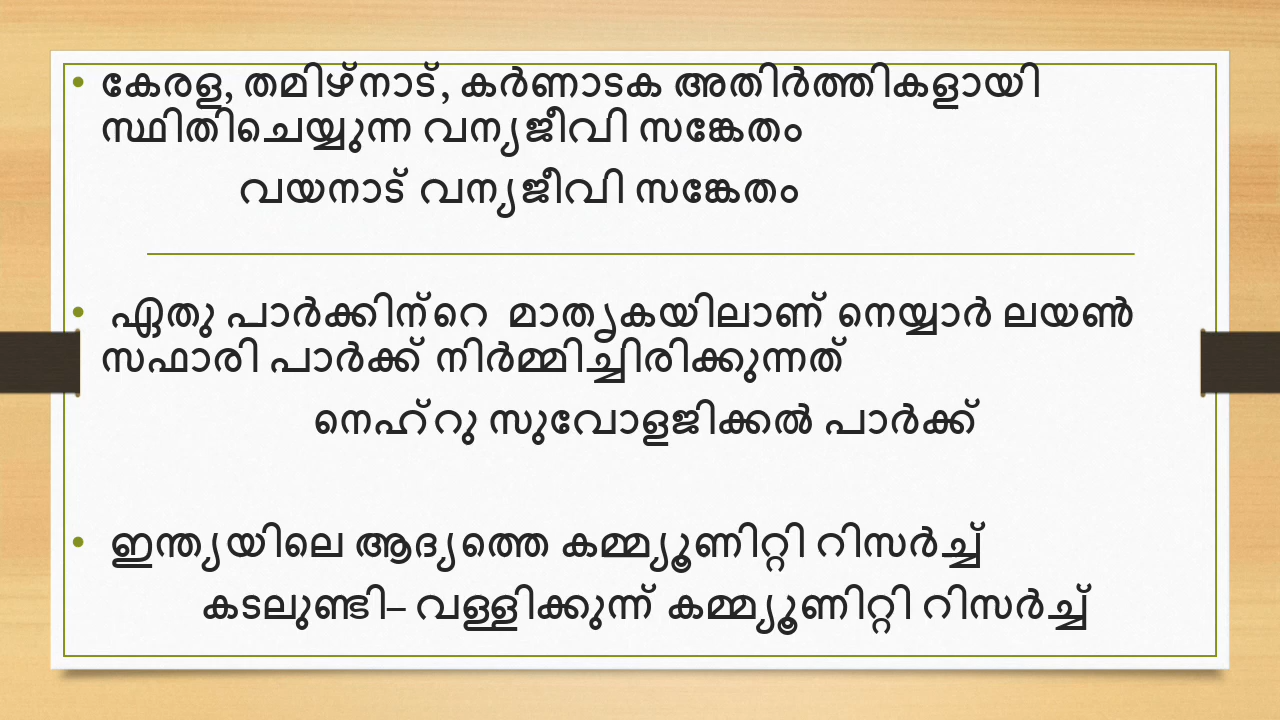 • കേരള, തമിഴ്നാട്, കർണാടക അതിർത്തികളായി
സ്ഥിതിചെയ്യുന്ന വന്യജീവി സങ്കേതം
വയനാട് വന്യജീവി സങ്കേതം
• ഏതു പാർക്കിന്റെ മാതൃകയിലാണ് നെയ്യാർ ലയൺ
സഫാരി പാർക്ക് നിർമ്മിച്ചിരിക്കുന്നത്
നെഹ്റു സുവോളജിക്കൽ പാർക്ക്
• ഇന്ത്യയിലെ ആദ്യത്തെ കമ്മ്യൂണിറ്റി റിസർച്ച്
കടലുണ്ടി– വള്ളിക്കുന്ന് കമ്മ്യൂണിറ്റി റിസർച്ച്